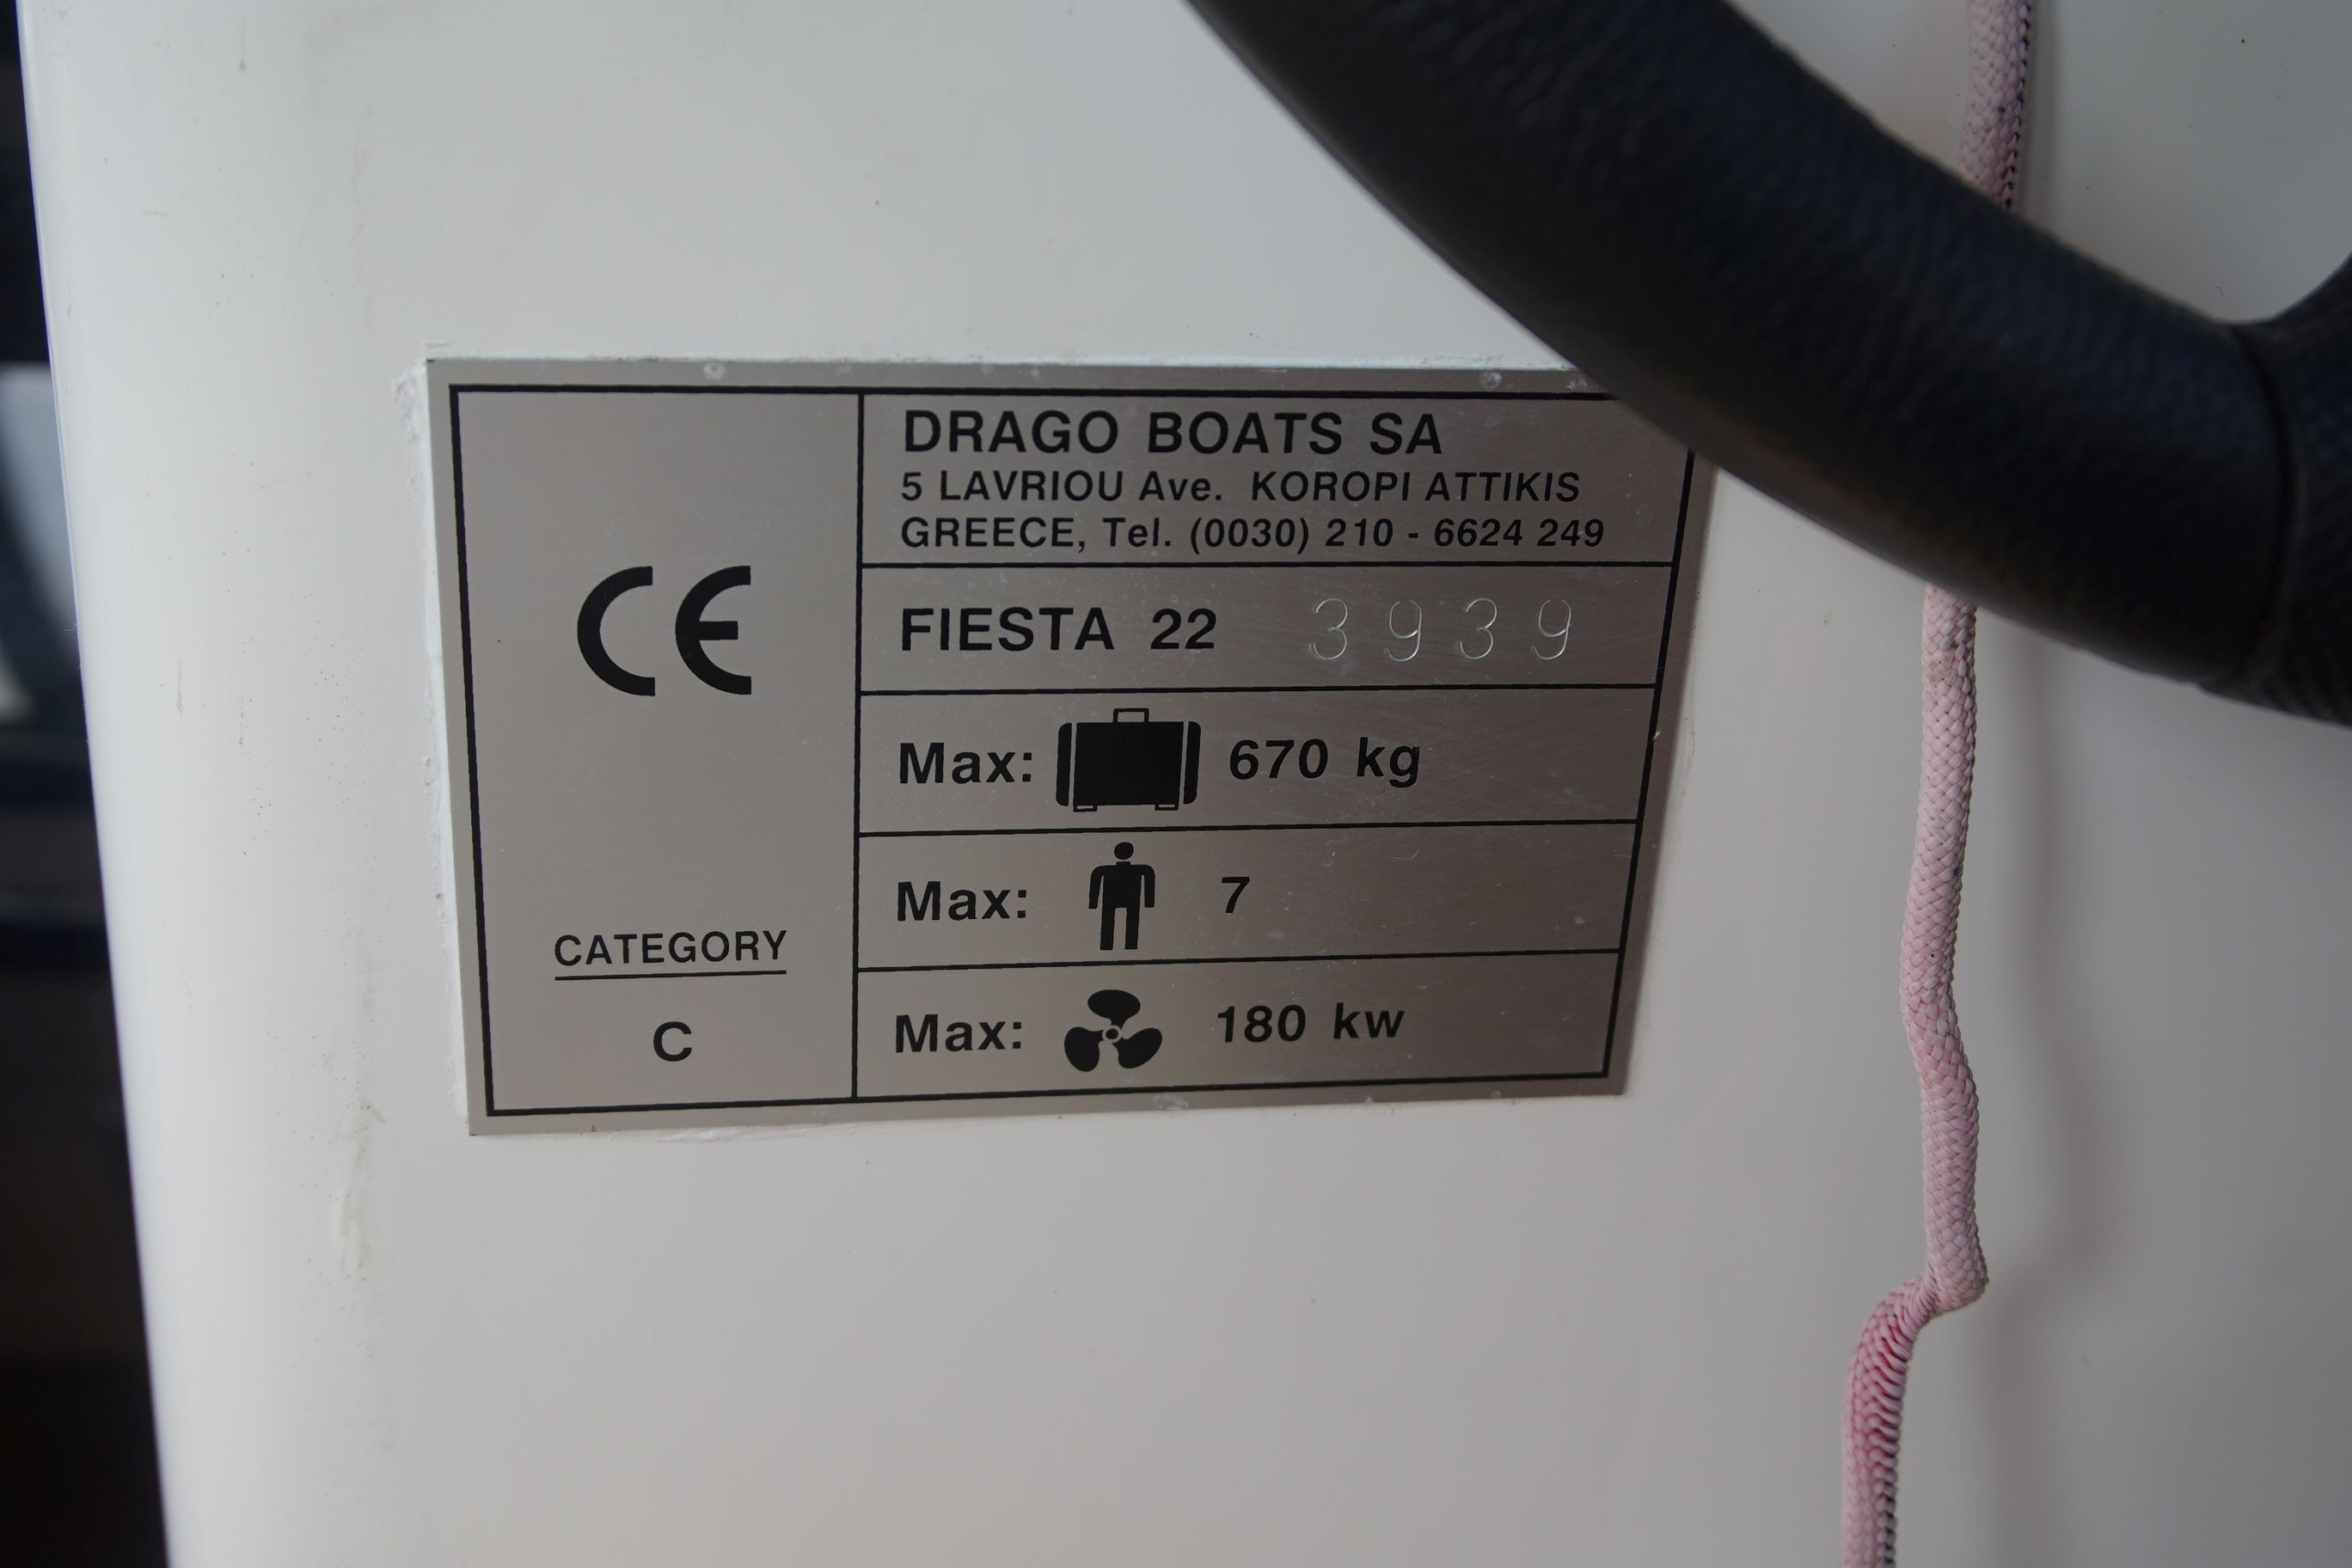 CE
CATEGORY
C
DRAGO BOATS SA
5 LAVRIOU Ave. KOROPI ATTIKIS
GREECE, Tel. (0030) 210 - 6624 249
FIESTA 22 3939
Max: 670 kg
Max: 7
Max: 180 kw